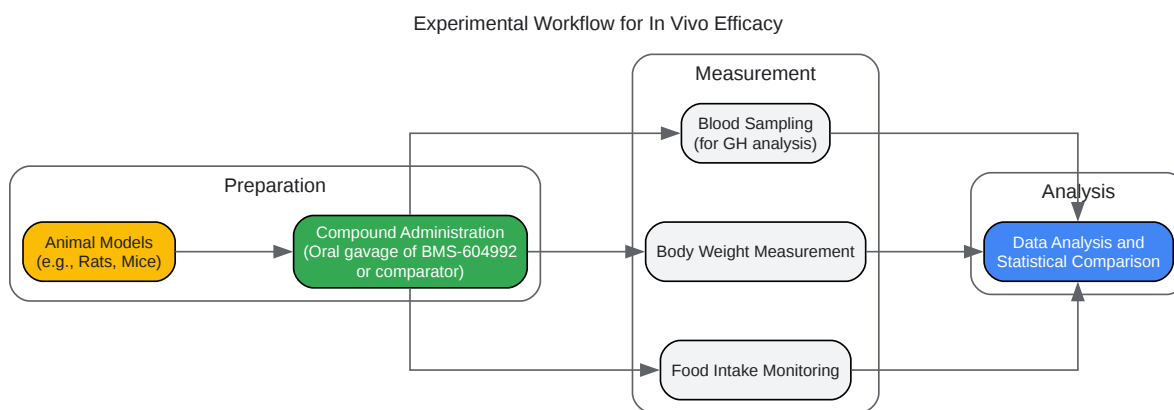 Experimental Workflow for In Vivo Efficacy
Preparation
Animal Models
(e.g., Rats, Mice)
Compound Administration
(Oral gavage of BMS-604992
or comparator)
Measurement
Blood Sampling
(for GH analysis)
Body Weight Measurement
Food Intake Monitoring
Analysis
Data Analysis and
Statistical Comparison